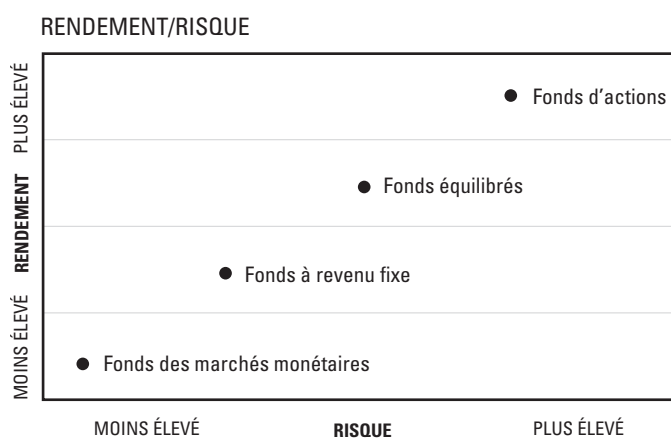 RENDEMENT/RISQUE
PLUS ÉLEVÉ
RENDEMENT
MOINS ÉLEVÉ
Fonds d’actions
Fonds équilibrés
Fonds à revenu fixe
Fonds des marchés monétaires
MOINS ÉLEVÉ
RISQUE
PLUS ÉLEVÉ